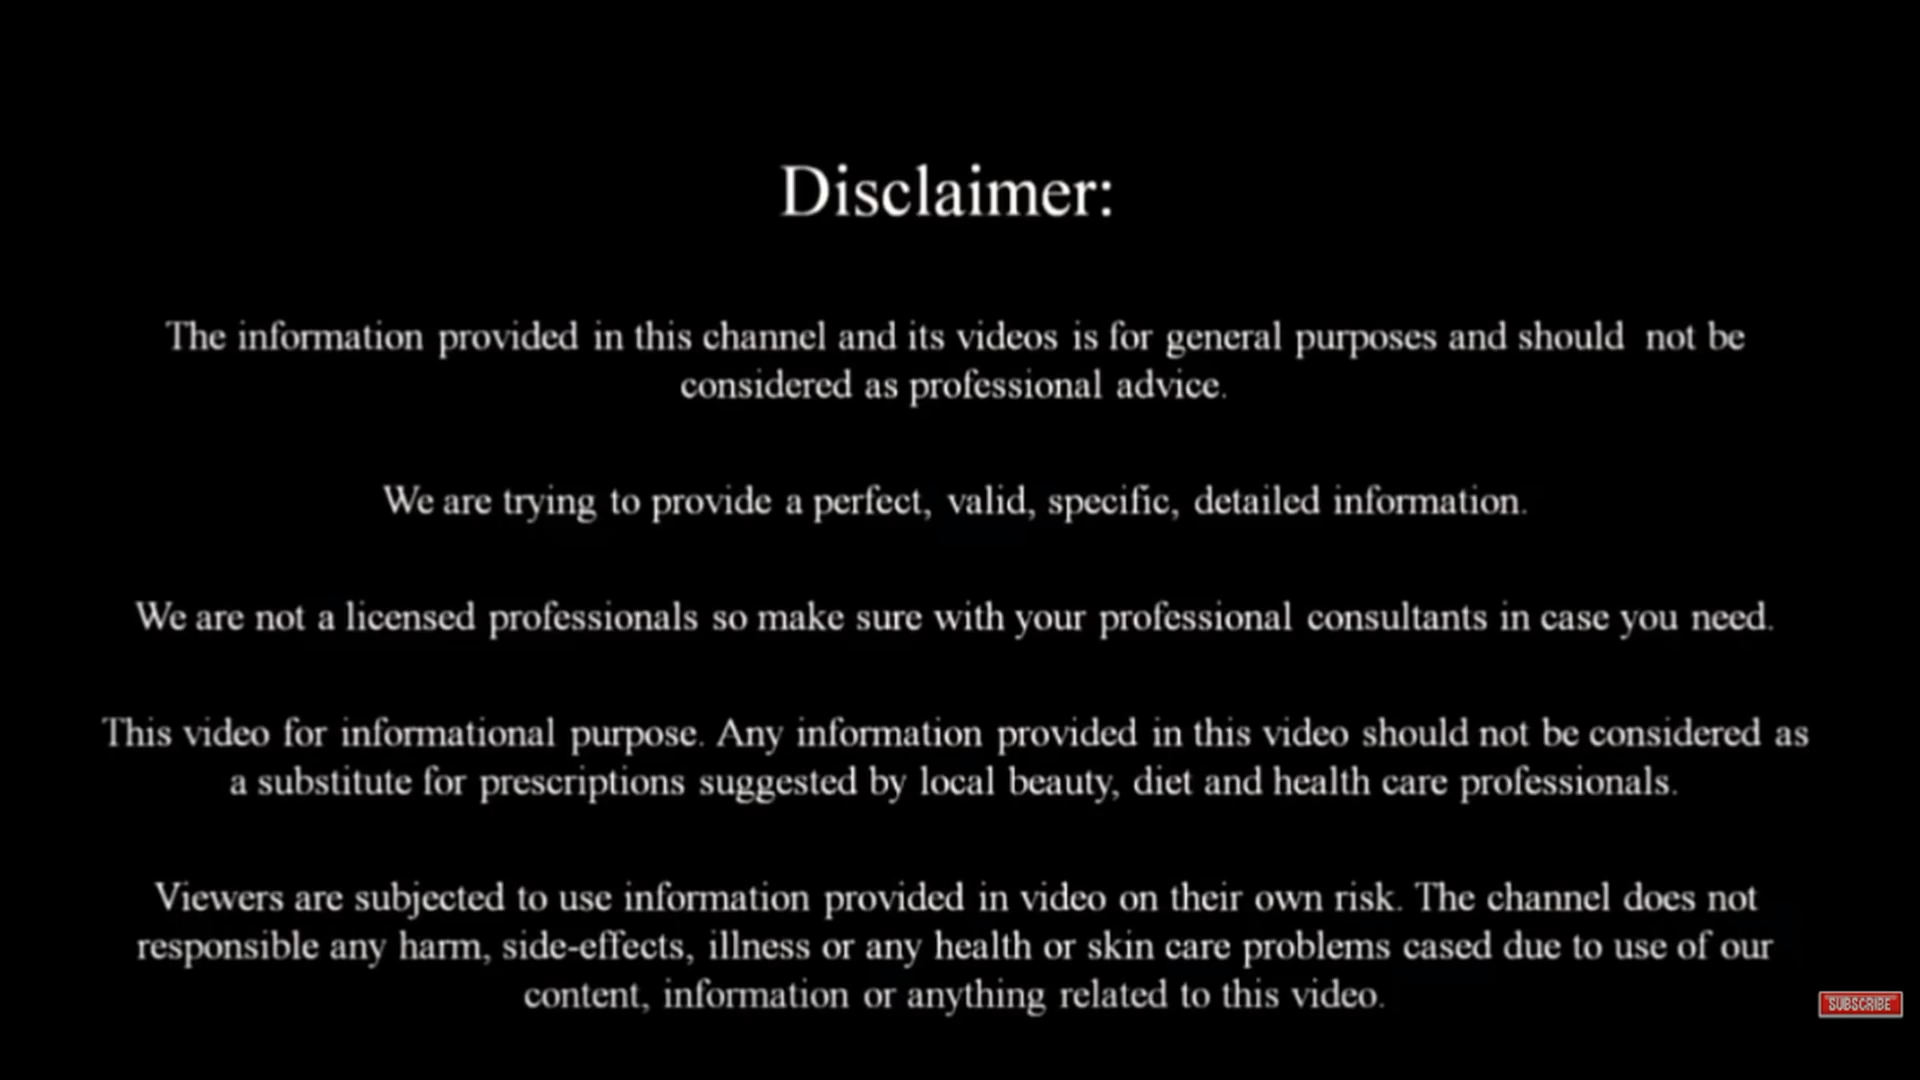 Disclaimer:
The information provided in this channel and its videos is for general purposes and should not be
considered as professional advice.
We are trying to provide a perfect, valid, specific, detailed information.
We are not a licensed professionals so make sure with your professional consultants in case you need.
This video for informational purpose. Any information provided in this video should not be considered as
a substitute for prescriptions suggested by local beauty, diet and health care professionals.
Viewers are subjected to use information provided in video on their own risk. The channel does not
responsible any harm, side-effects, illness or any health or skin care problems cased due to use of our
content, information or anything related to this video.
SUBSCRIBE